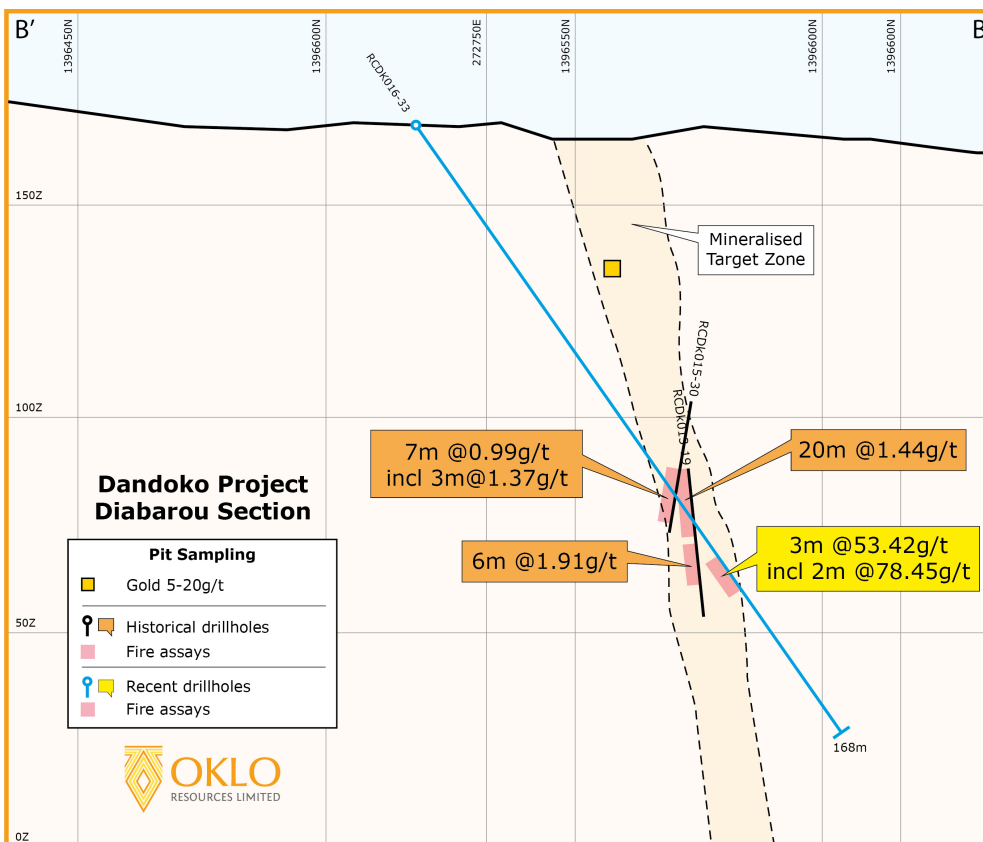 B'
1396450N
1396600N
272750E
1396550N
1396600N
1396600N
B
RCDK016-33
150Z
Mineralised
Target Zone
RCDk015-30
100Z
RCDk013-19
7m @0.99g/t
incl 3m@1.37g/t
20m @1.44g/t
Dandoko Project
Diabarou Section
6m @1.91g/t
3m @53.42g/t
incl 2m @78.45g/t
Pit Sampling
Gold 5-20g/t
Historical drillholes
Fire assays
Recent drillholes
Fire assays
50Z
168m
OKLO
RESOURCES LIMITED
0Z